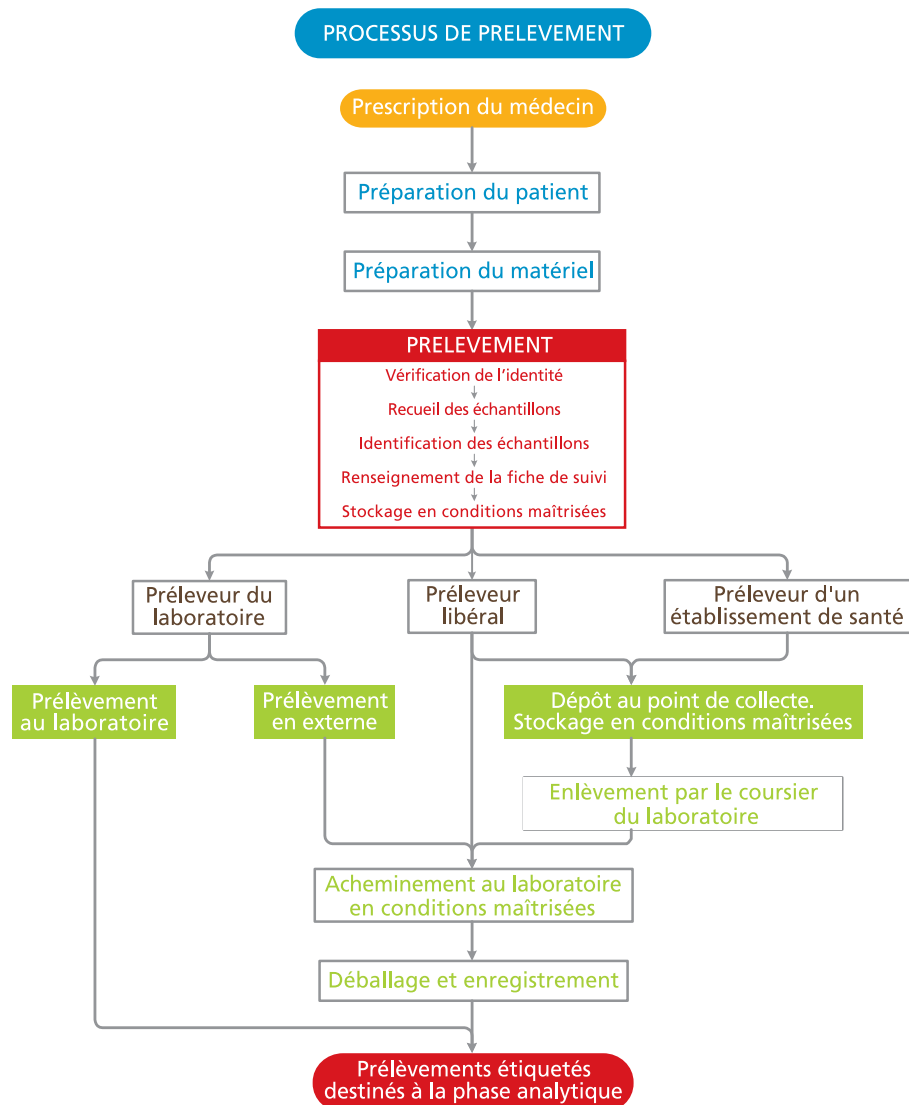 PROCESSUS DE PRELEVEMENT
Prescription du médecin
Préparation du patient
Préparation du matériel
PRELEVEMENT
Vérification de l'identité
Recueil des échantillons
Identification des échantillons
Renseignement de la fiche de suivi
Stockage en conditions maîtrisées
Préleveur du
laboratoire
Préleveur
libéral
Préleveur d'un
établissement de santé
Prélèvement
au laboratoire
Prélèvement
en externe
Dépôt au point de collecte.
Stockage en conditions maîtrisées
Enlèvement par le coursier
du laboratoire
Acheminement au laboratoire
en conditions maîtrisées
Déballage et enregistrement
Prélèvements étiquetés
destinés à la phase analytique